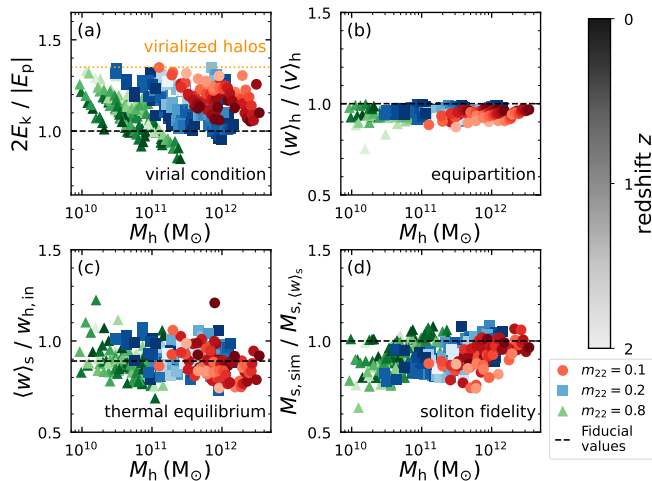 (a)
virialized halos
1.4
1.2
1.0
2E_k / |E_p|
virial condition
10^10 10^11 10^12
M_h (M_⊙)
(b)
1.5
1.0
0.5
⟨w⟩_h / ⟨v⟩_h
equipartition
10^10 10^11 10^12
M_h (M_⊙)
(c)
1.5
1.0
0.5
⟨w⟩_s / w_h,in
thermal equilibrium
10^10 10^11 10^12
M_h (M_⊙)
(d)
1.5
1.0
0.5
M_s,sim / M_s,⟨w⟩_s
soliton fidelity
10^10 10^11 10^12
M_h (M_⊙)
0
1
2
redshift z
m_22 = 0.1
m_22 = 0.2
m_22 = 0.8
Fiducial
values